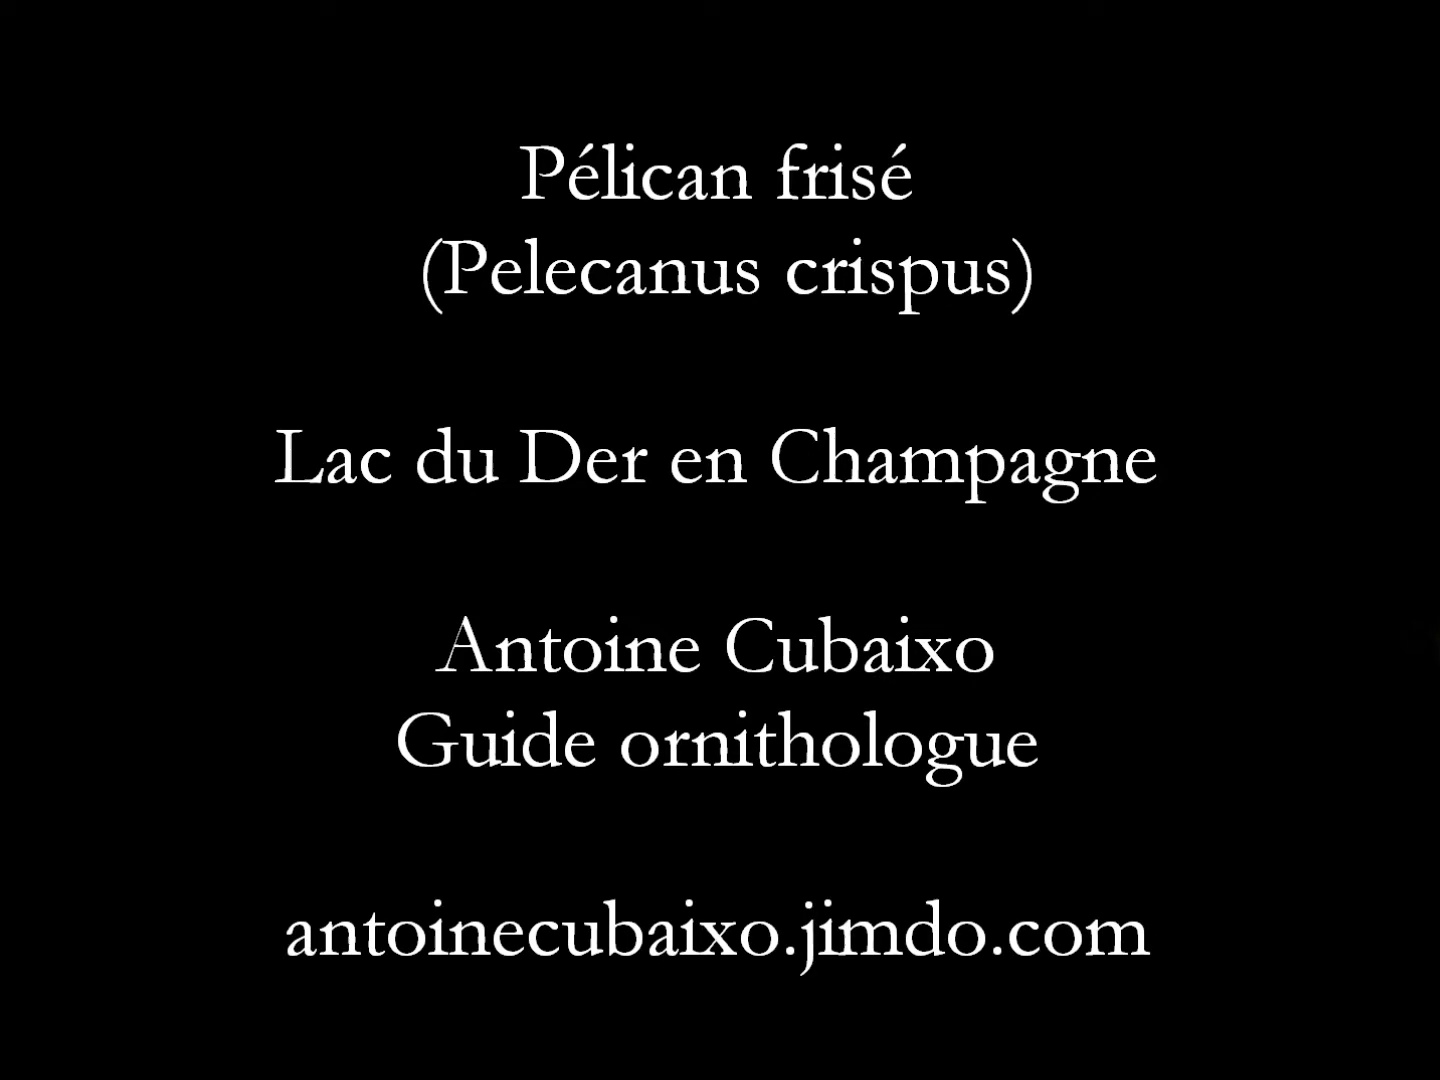 Pélican frisé
(Pelecanus crispus)
Lac du Der en Champagne
Antoine Cubaixo
Guide ornithologue
antoinecubaixo.jimdo.com